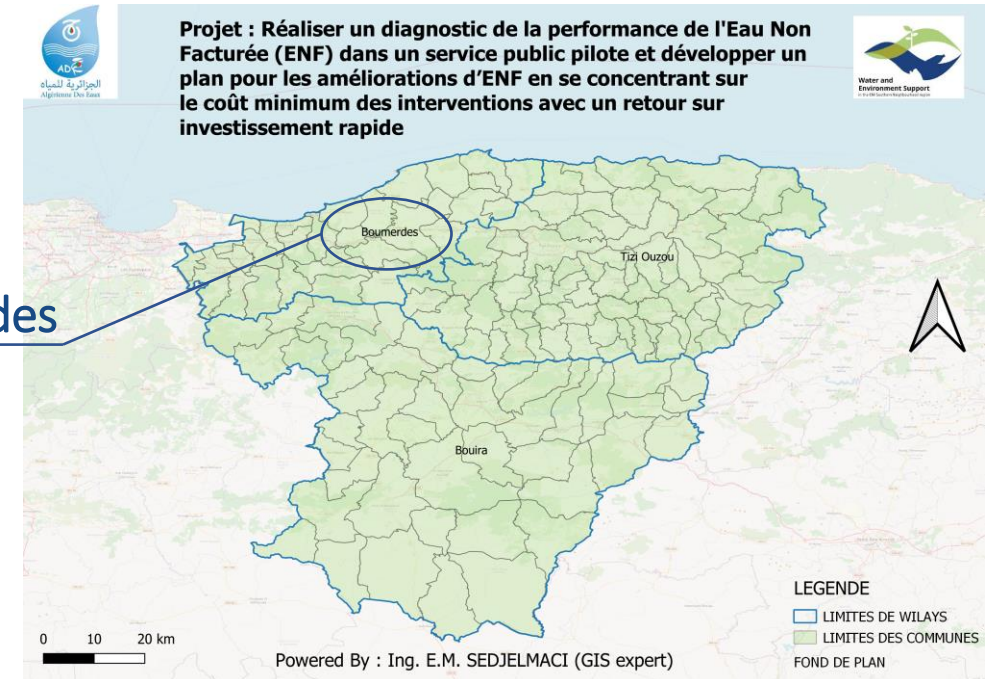 Projet : Réaliser un diagnostic de la performance de l'Eau Non
Facturée (ENF) dans un service public pilote et développer un
plan pour les améliorations d'ENF en se concentrant sur
le coût minimum des interventions avec un retour sur
investissement rapide
ADE
الجزائرية للمياه
Algérienne Des Eaux
Water and
Environment Support
Boumerdes
Tizi Ouzou
des
Bouira
LEGENDE
LIMITES DE WILAYS
LIMITES DES COMMUNES
FOND DE PLAN
0 10 20 km
Powered By : Ing. E.M. SEDJELMACI (GIS expert)